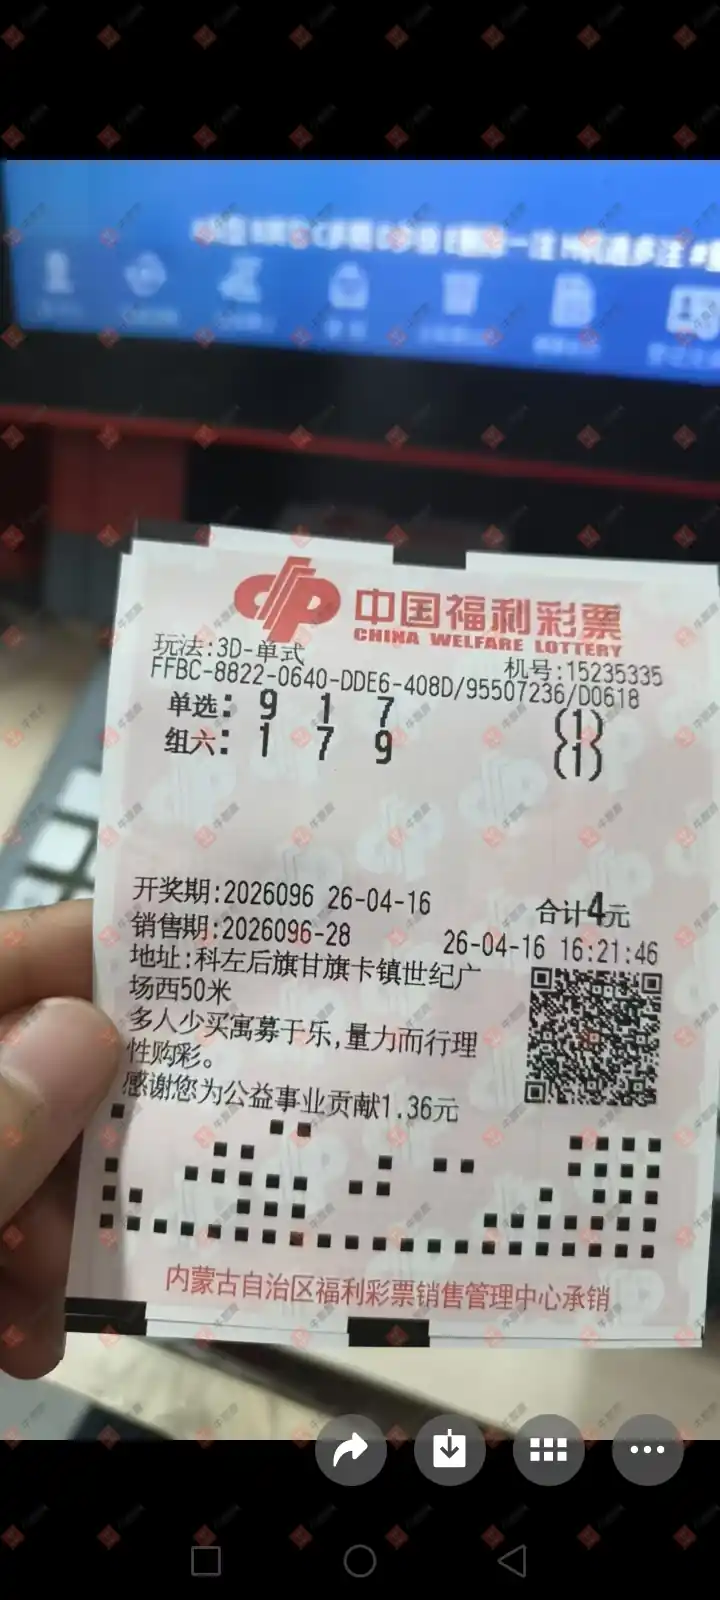 中国福利彩票
CHINA WELFARE LOTTERY
玩法:3D-单式
机号:15235335
FFBC-8822-0640-DDE6-408D/95507236/D0618
单选: 9 1 7 (1)
组六: 1 7 9 (1)
开奖期:2026096 26-04-16
合计4元
销售期:2026096-28
26-04-16 16:21:46
地址:科左后旗甘旗卡镇世纪广
场西50米
多人少买寓募于乐,量力而行理
性购彩。
感谢您为公益事业贡献1.36元
内蒙古自治区福利彩票销售管理中心承销